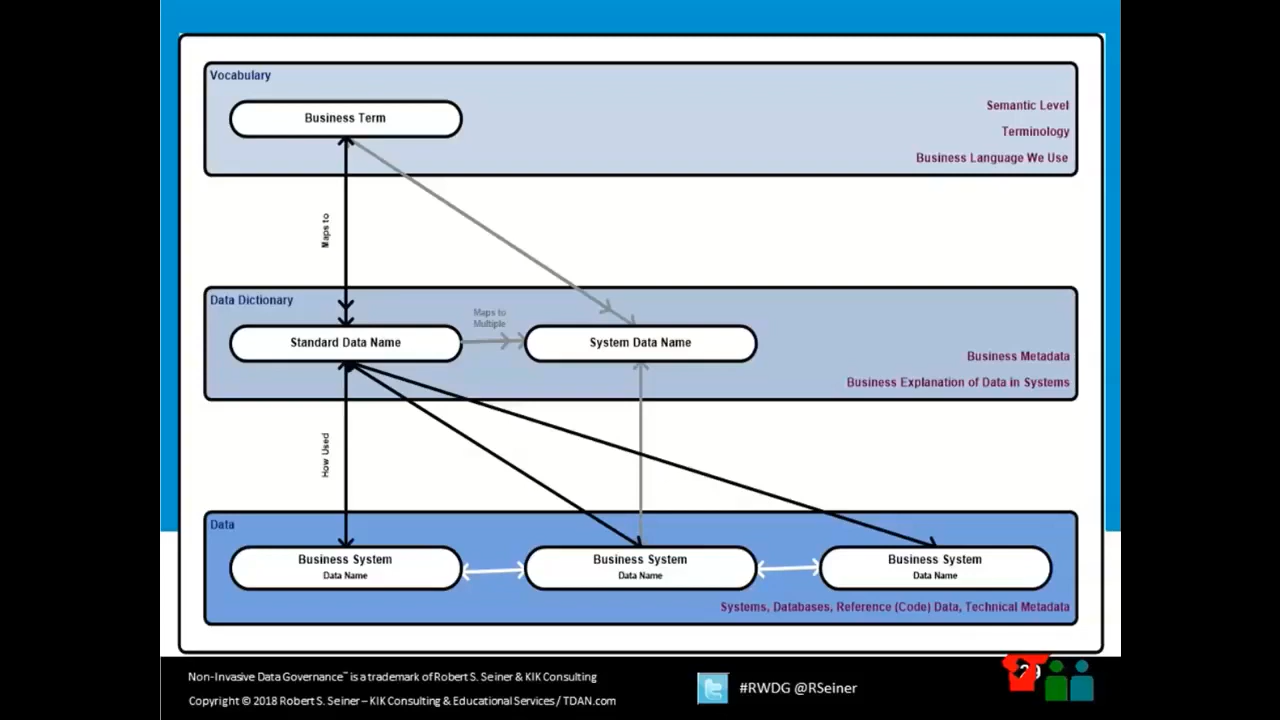 Vocabulary
Business Term
Semantic Level
Terminology
Business Language We Use
Maps to
Data Dictionary
Maps to
Multiple
Standard Data Name
System Data Name
Business Metadata
Business Explanation of Data in Systems
How Used
Data
Business System
Data Name
Business System
Data Name
Business System
Data Name
Systems, Databases, Reference (Code) Data, Technical Metadata
Non-Invasive Data Governance™ is a trademark of Robert S. Seiner & KIK Consulting
Copyright © 2018 Robert S. Seiner – KIK Consulting & Educational Services / TDAN.com
#RWDG @RSeiner